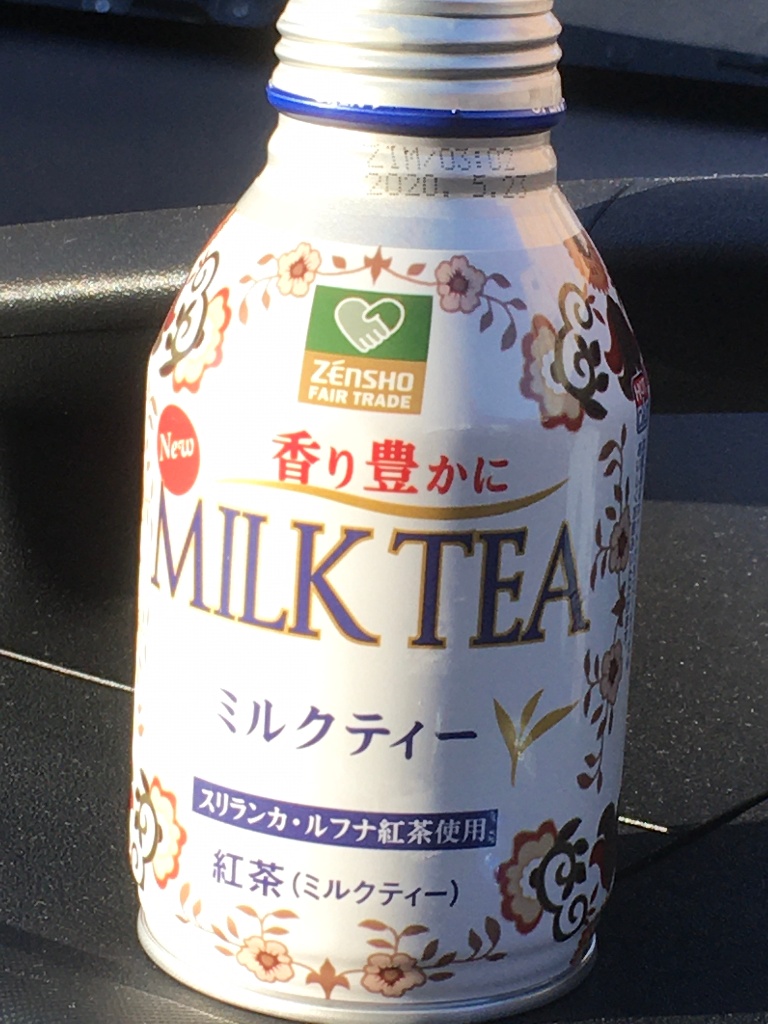 ZIM/03:02
2020. 5.23
ZENSHO
FAIR TRADE
New
香り豊かに
MILK TEA
ミルクティー
スリランカ・ルフナ紅茶使用
紅茶(ミルクティー)